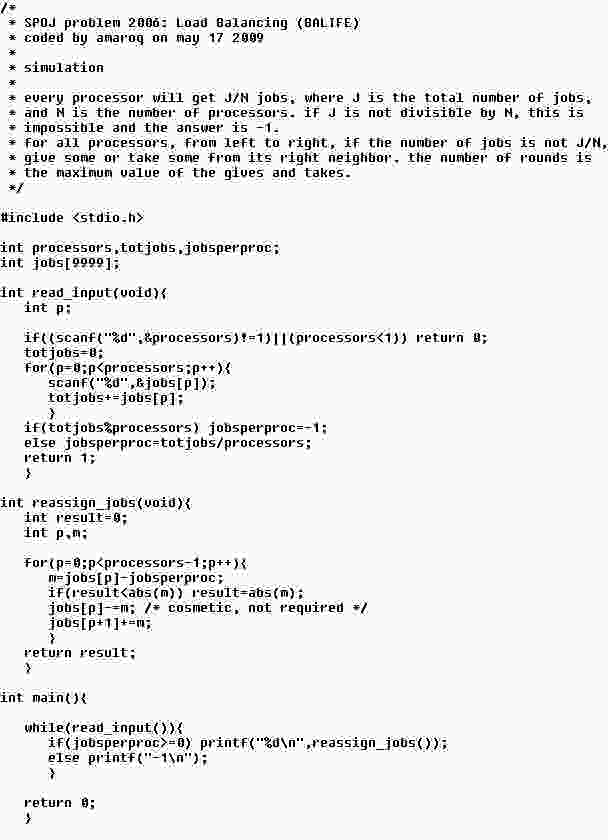 /*
 * SPOJ problem 2006: Load Balancing (BALIFE)
 * coded by amaroq on may 17 2009
 *
 * simulation
 *
 * every processor will get J/N jobs, where J is the total number of jobs,
 * and N is the number of processors. if J is not divisible by N, this is
 * impossible and the answer is -1.
 * for all processors, from left to right, if the number of jobs is not J/N,
 * give some or take some from its right neighbor. the number of rounds is
 * the maximum value of the gives and takes.
 */

#include <stdio.h>

int processors,totjobs,jobsperproc;
int jobs[9999];

int read_input(void){
   int p;

   if((scanf("%d",&processors)!=1)||(processors<1)) return 0;
   totjobs=0;
   for(p=0;p<processors;p++){
      scanf("%d",&jobs[p]);
      totjobs+=jobs[p];
      }
   if(totjobs%processors) jobsperproc=-1;
   else jobsperproc=totjobs/processors;
   return 1;
   }

int reassign_jobs(void){
   int result=0;
   int p,m;

   for(p=0;p<processors-1;p++){
      m=jobs[p]-jobsperproc;
      if(result<abs(m)) result=abs(m);
      jobs[p]-=m; /* cosmetic, not required */
      jobs[p+1]+=m;
      }
   return result;
   }

int main(){

   while(read_input()){
      if(jobsperproc>=0) printf("%d\n",reassign_jobs());
      else printf("-1\n");
      }

   return 0;
   }